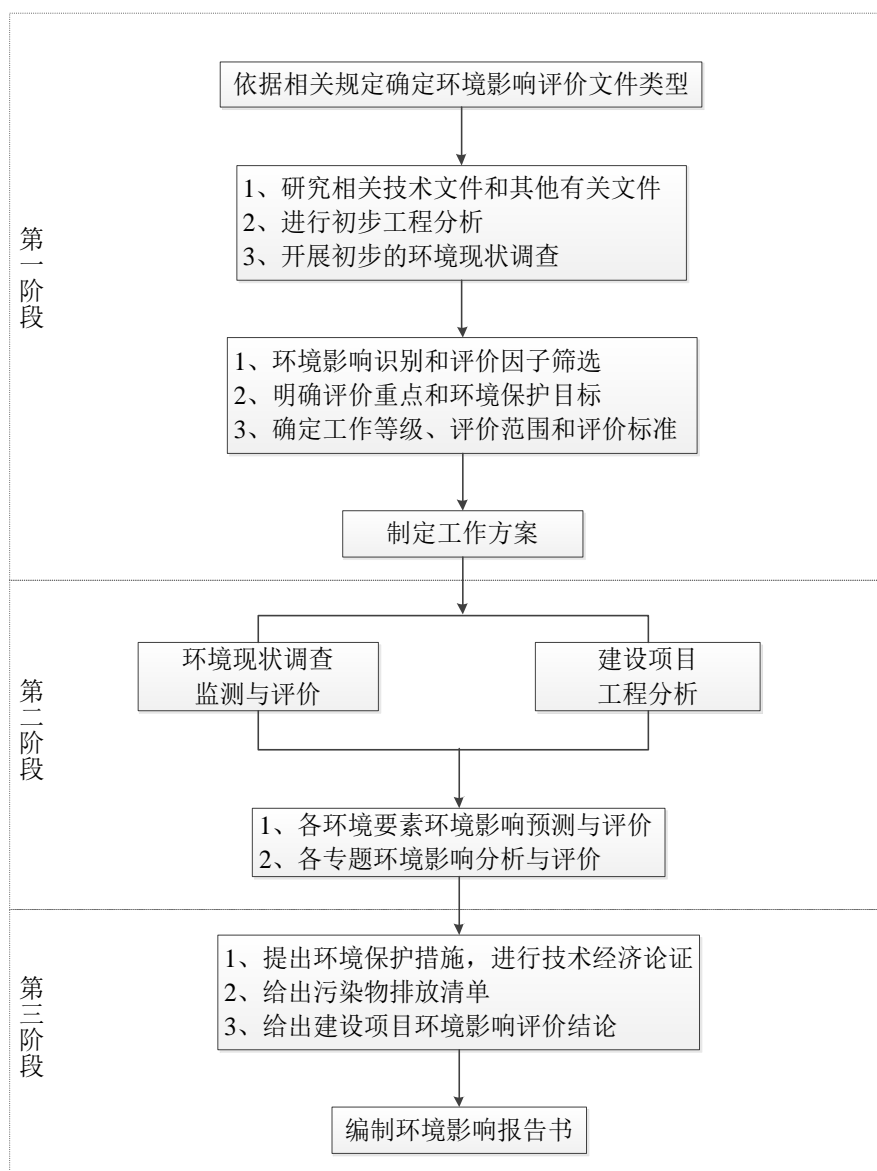 依据相关规定确定环境影响评价文件类型
1、研究相关技术文件和其他有关文件
2、进行初步工程分析
3、开展初步的环境现状调查
第一阶段
1、环境影响识别和评价因子筛选
2、明确评价重点和环境保护目标
3、确定工作等级、评价范围和评价标准
制定工作方案
环境现状调查
监测与评价
建设项目
工程分析
第二阶段
1、各环境要素环境影响预测与评价
2、各专题环境影响分析与评价
1、提出环境保护措施，进行技术经济论证
2、给出污染物排放清单
3、给出建设项目环境影响评价结论
第三阶段
编制环境影响报告书